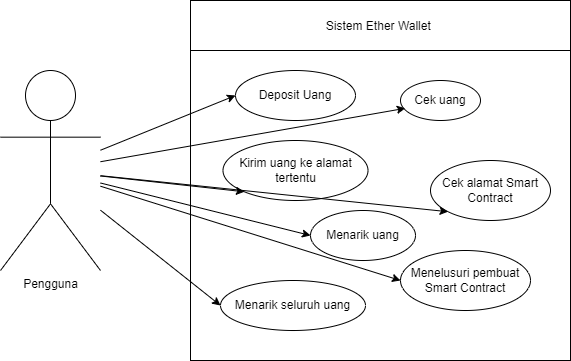 Sistem Ether Wallet
Deposit Uang
Cek uang
Kirim uang ke alamat
tertentu
Cek alamat Smart
Contract
Menarik uang
Menelusuri pembuat
Smart Contract
Pengguna
Menarik seluruh uang